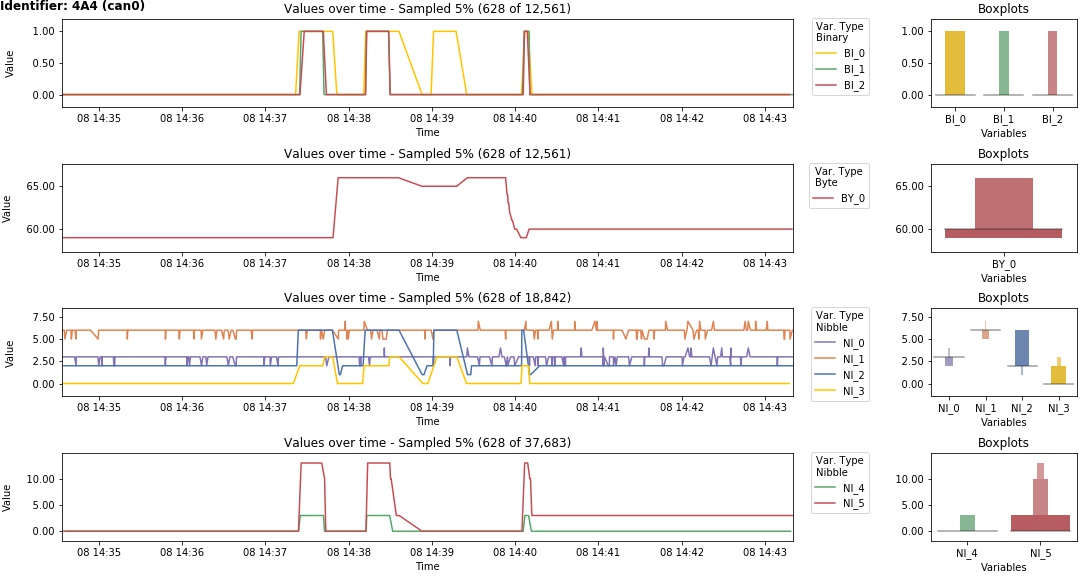 Identifier: 4A4 (can0)
Values over time - Sampled 5% (628 of 12,561)
Boxplots
Var. Type
Binary
BI_0
BI_1
BI_2
Value
1.00
0.50
0.00
08 14:35 08 14:36 08 14:37 08 14:38 08 14:39 08 14:40 08 14:41 08 14:42 08 14:43
Time
1.00
0.50
0.00
BI_0 BI_1 BI_2
Variables
Values over time - Sampled 5% (628 of 12,561)
Boxplots
Var. Type
Byte
BY_0
Value
65.00
60.00
08 14:35 08 14:36 08 14:37 08 14:38 08 14:39 08 14:40 08 14:41 08 14:42 08 14:43
Time
65.00
60.00
BY_0
Variables
Values over time - Sampled 5% (628 of 18,842)
Boxplots
Var. Type
Nibble
NI_0
NI_1
NI_2
NI_3
Value
7.50
5.00
2.50
0.00
08 14:35 08 14:36 08 14:37 08 14:38 08 14:39 08 14:40 08 14:41 08 14:42 08 14:43
Time
7.50
5.00
2.50
0.00
NI_0 NI_1 NI_2 NI_3
Variables
Values over time - Sampled 5% (628 of 37,683)
Boxplots
Var. Type
Nibble
NI_4
NI_5
Value
10.00
5.00
0.00
08 14:35 08 14:36 08 14:37 08 14:38 08 14:39 08 14:40 08 14:41 08 14:42 08 14:43
Time
10.00
5.00
0.00
NI_4 NI_5
Variables